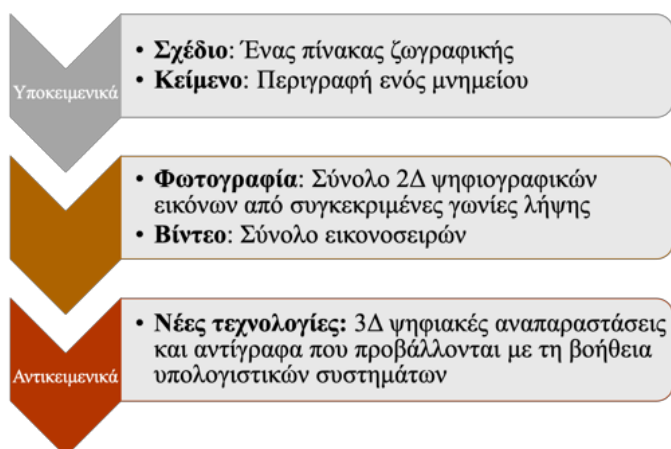 Υποκειμενικά
• Σχέδιο: Ένας πίνακας ζωγραφικής
• Κείμενο: Περιγραφή ενός μνημείου
• Φωτογραφία: Σύνολο 2Δ ψηφιογραφικών
εικόνων από συγκεκριμένες γωνίες λήψης
• Βίντεο: Σύνολο εικονοσειρών
Αντικειμενικά
• Νέες τεχνολογίες: 3Δ ψηφιακές αναπαραστάσεις
και αντίγραφα που προβάλλονται με τη βοήθεια
υπολογιστικών συστημάτων